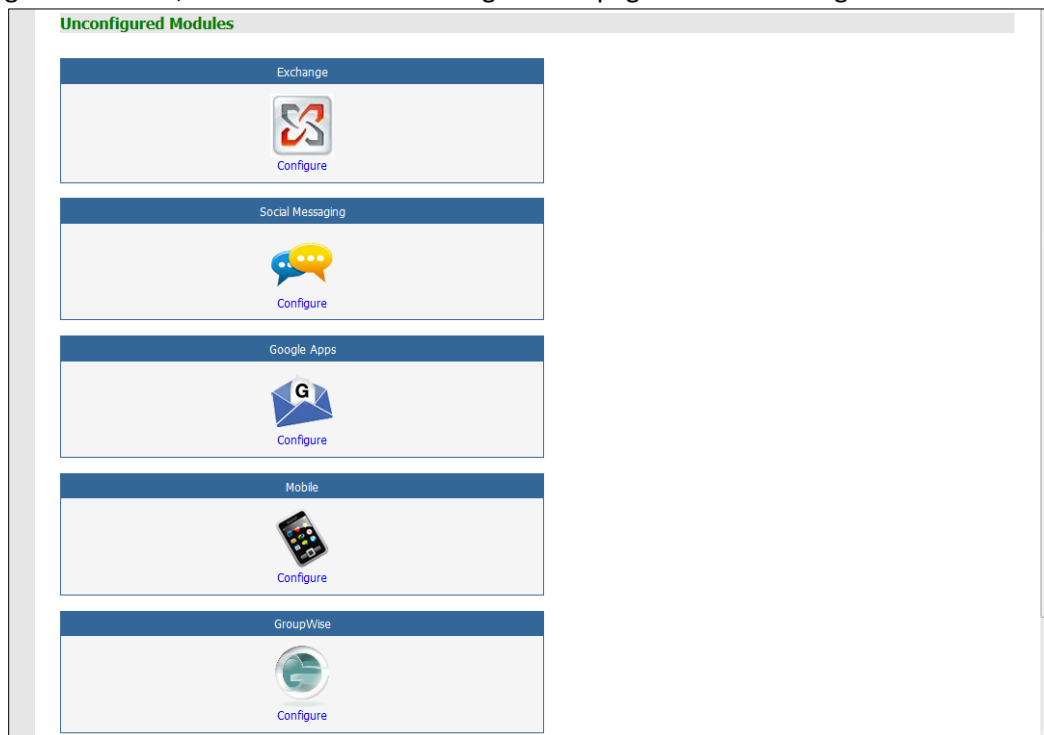 Unconfigured Modules
Exchange
Configure
Social Messaging
Configure
Google Apps
G
Configure
Mobile
Configure
GroupWise
Configure